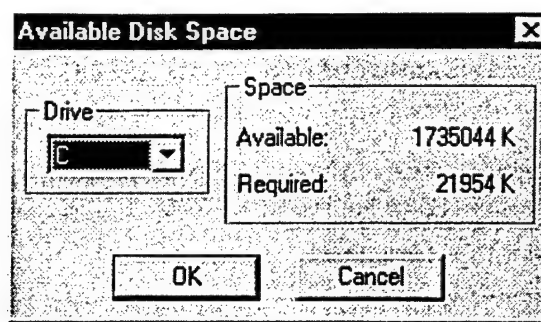 Available Disk Space
Drive
C
Space
Available: 1735044 K
Required: 21954 K
OK
Cancel